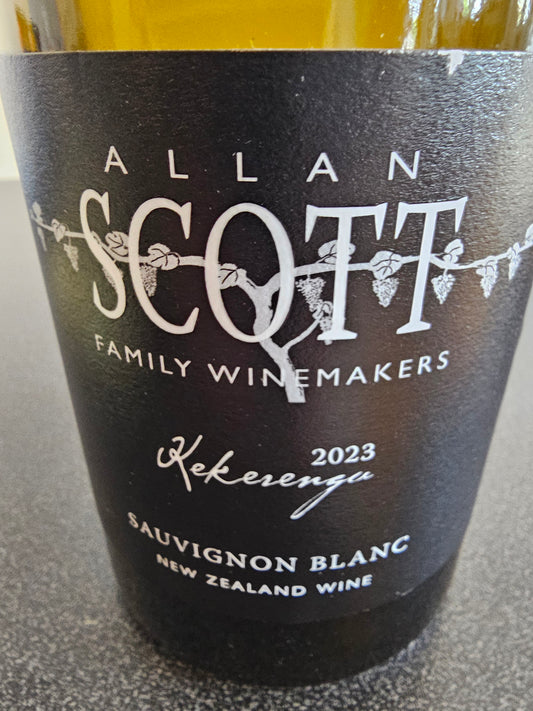 ALLAN
SCOTT
FAMILY WINEMAKERS
2023
Kekerengu
SAUVIGNON BLANC
NEW ZEALAND WINE